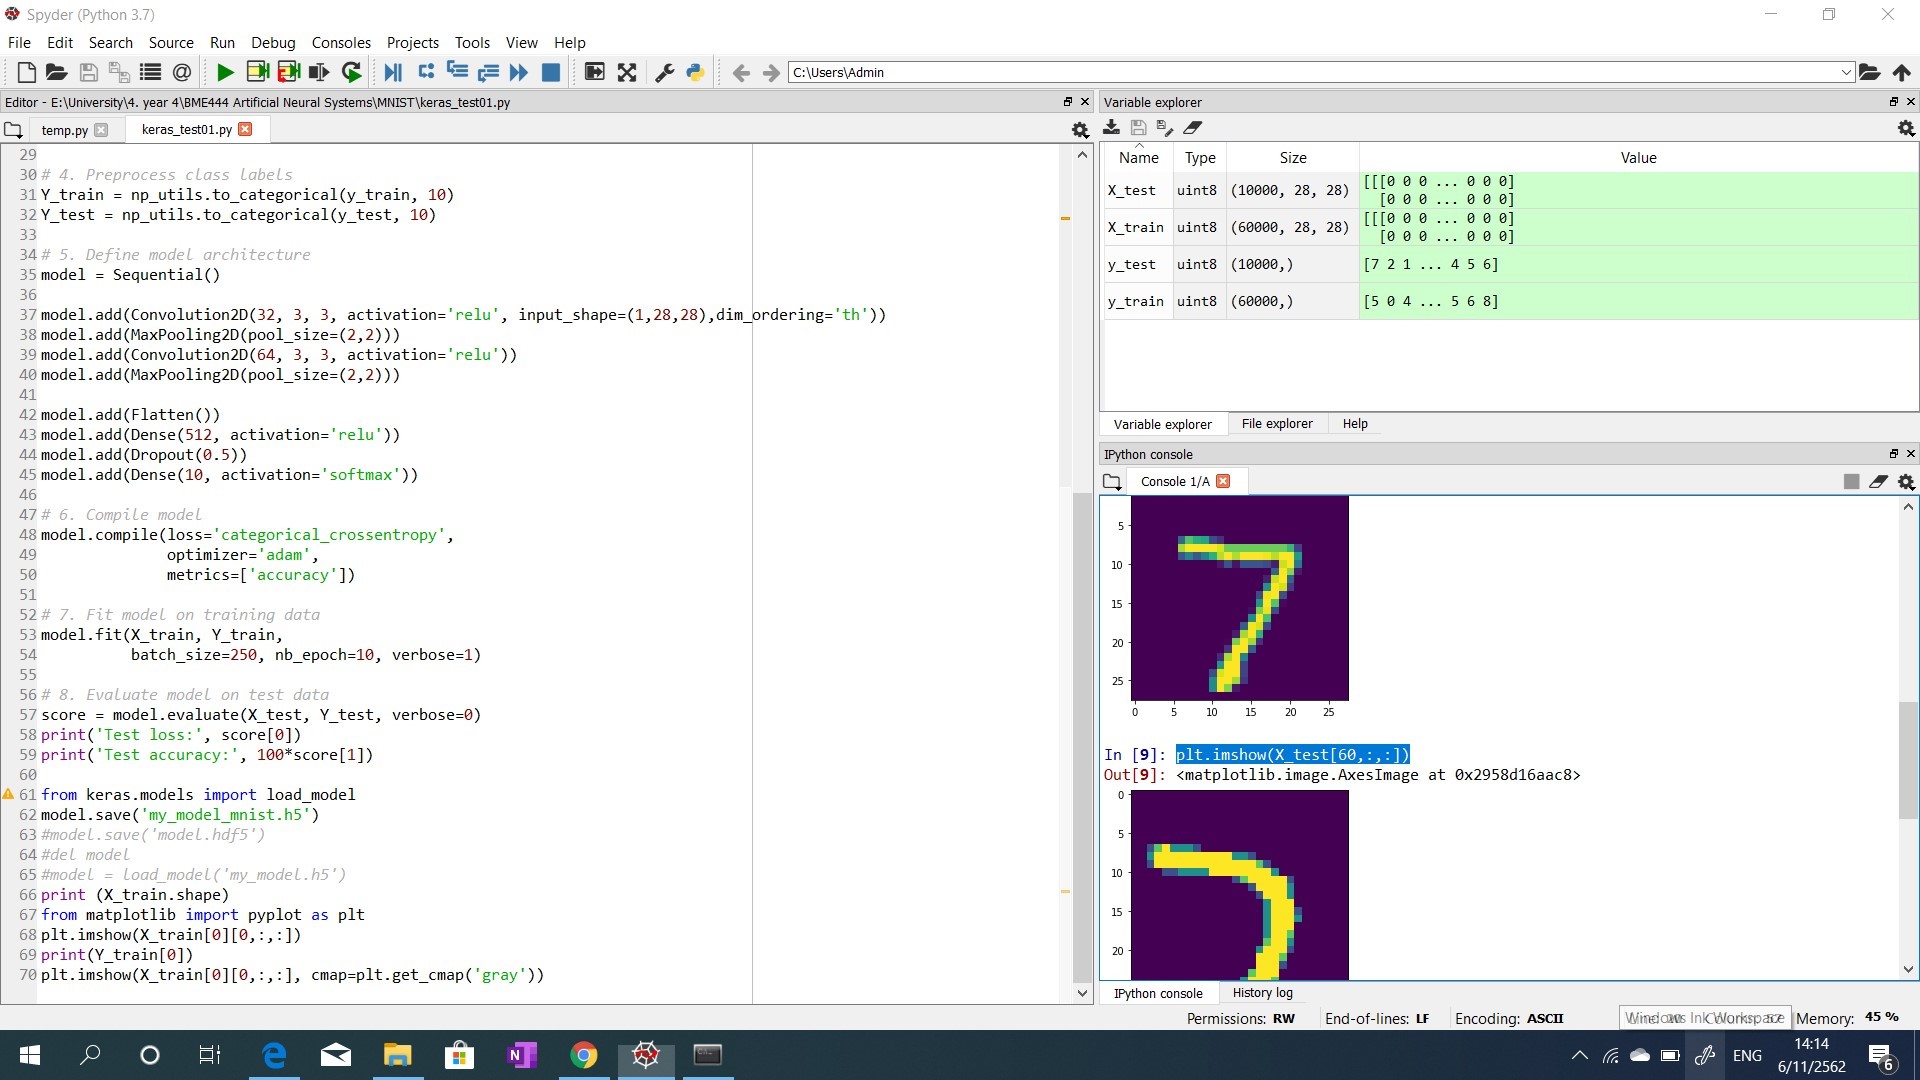 Spyder (Python 3.7)
File Edit Search Source Run Debug Consoles Projects Tools View Help
C:\Users\Admin
Editor - E:\University\4. year 4\BME444 Artificial Neural Systems\MNIST\keras_test01.py
temp.py keras_test01.py
29
30 # 4. Preprocess class labels
31 Y_train = np_utils.to_categorical(y_train, 10)
32 Y_test = np_utils.to_categorical(y_test, 10)
33
34 # 5. Define model architecture
35 model = Sequential()
36
37 model.add(Convolution2D(32, 3, 3, activation='relu', input_shape=(1,28,28),dim_ordering='th'))
38 model.add(MaxPooling2D(pool_size=(2,2)))
39 model.add(Convolution2D(64, 3, 3, activation='relu'))
40 model.add(MaxPooling2D(pool_size=(2,2)))
41
42 model.add(Flatten())
43 model.add(Dense(512, activation='relu'))
44 model.add(Dropout(0.5))
45 model.add(Dense(10, activation='softmax'))
46
47 # 6. Compile model
48 model.compile(loss='categorical_crossentropy',
49 optimizer='adam',
50 metrics=['accuracy'])
51
52 # 7. Fit model on training data
53 model.fit(X_train, Y_train,
54 batch_size=250, nb_epoch=10, verbose=1)
55
56 # 8. Evaluate model on test data
57 score = model.evaluate(X_test, Y_test, verbose=0)
58 print('Test loss:', score[0])
59 print('Test accuracy:', 100*score[1])
60
61 from keras.models import load_model
62 model.save('my_model_mnist.h5')
63 #model.save('model.hdf5')
64 #del model
65 #model = load_model('my_model.h5')
66 print (X_train.shape)
67 from matplotlib import pyplot as plt
68 plt.imshow(X_train[0][0,:,:])
69 print(Y_train[0])
70 plt.imshow(X_train[0][0,:,:], cmap=plt.get_cmap('gray'))
Variable explorer
Name Type Size Value
X_test uint8 (10000, 28, 28) [[[0 0 0 ... 0 0 0]
[0 0 0 ... 0 0 0]
X_train uint8 (60000, 28, 28) [[[0 0 0 ... 0 0 0]
[0 0 0 ... 0 0 0]
y_test uint8 (10000,) [7 2 1 ... 4 5 6]
y_train uint8 (60000,) [5 0 4 ... 5 6 8]
Variable explorer File explorer Help
IPython console
Console 1/A
5
10
15
20
25
0 5 10 15 20 25
In [9]: plt.imshow(X_test[60,:,:])
Out[9]: <matplotlib.image.AxesImage at 0x2958d16aac8>
0
5
10
15
20
IPython console History log
Permissions: RW End-of-lines: LF Encoding: ASCII Windows Ink Workspace Memory: 45 %
ENG 14:14
6/11/2562
6